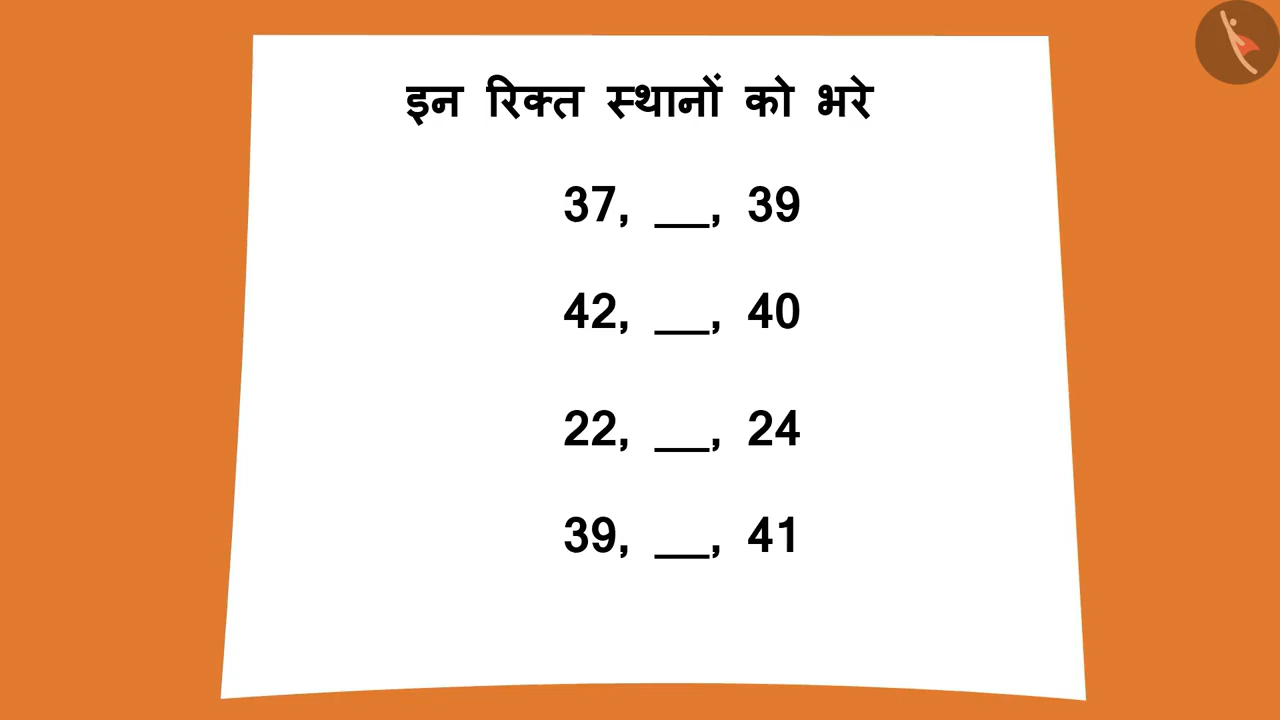 इन रिक्त स्थानों को भरे
37, __, 39
42, __, 40
22, __, 24
39, __, 41